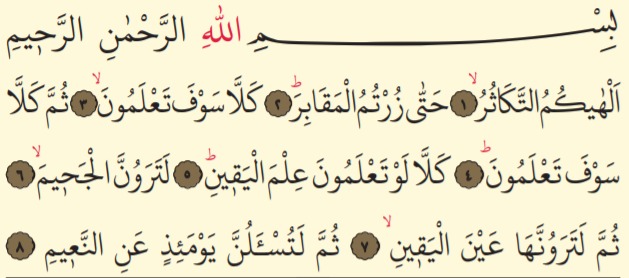 بِسْمِ اللّٰهِ الرَّحْمٰنِ الرَّح۪يمِ
اَلْهٰيكُمُ التَّكَاثُرُۙ ﴿١﴾ حَتّٰى زُرْتُمُ الْمَقَابِرَۜ ﴿٢﴾ كَلَّا سَوْفَ تَعْلَمُونَۙ ﴿٣﴾ ثُمَّ كَلَّا
سَوْفَ تَعْلَمُونَۜ ﴿٤﴾ كَلَّا لَوْ تَعْلَمُونَ عِلْمَ الْيَق۪ينِۜ ﴿٥﴾ لَتَرَوُنَّ الْجَح۪يمَۙ ﴿٦﴾
ثُمَّ لَتَرَوُنَّهَا عَيْنَ الْيَق۪ينِۙ ﴿٧﴾ ثُمَّ لَتُسْـَٔلُنَّ يَوْمَئِذٍ عَنِ النَّع۪يمِ ﴿٨﴾